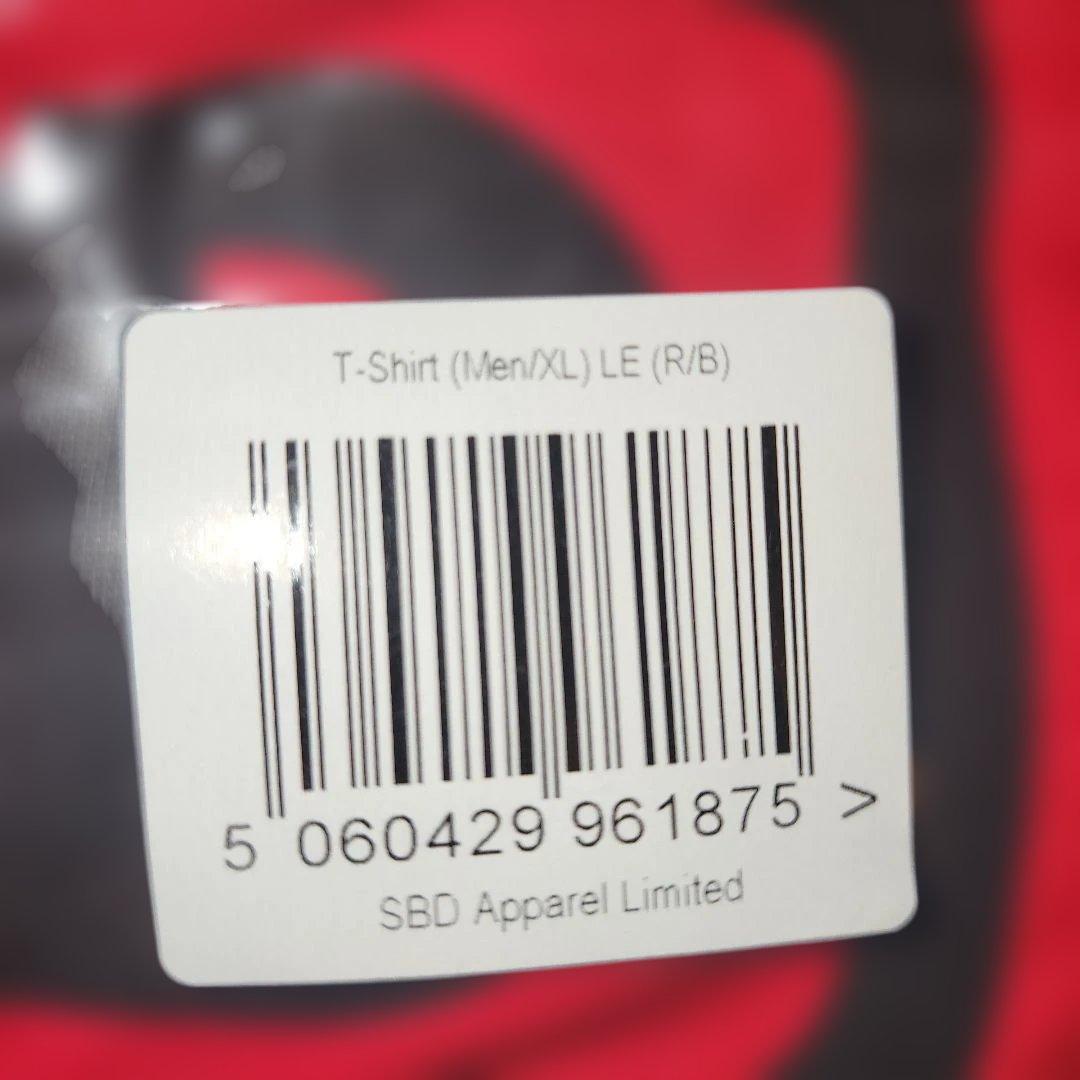 T-Shirt (Men/XL) LE (R/B)
5 060429 961875 >
SBD Apparel Limited